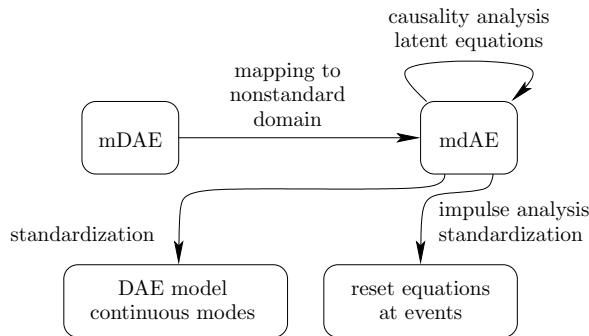 causality analysis
latent equations
mapping to
nonstandard
domain
mDAE
mdAE
impulse analysis
standardization
standardization
DAE model
continuous modes
reset equations
at events